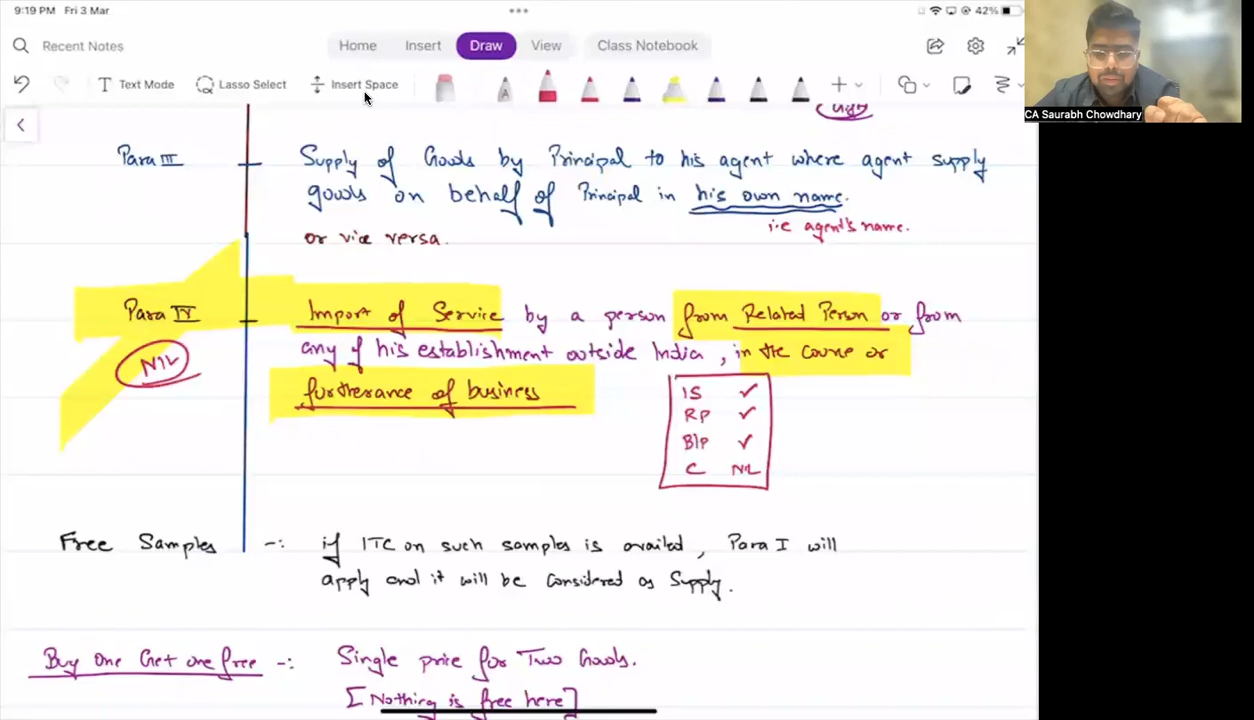 9:19 PM Fri 3 Mar
42%
Recent Notes
Home Insert Draw View Class Notebook
Text Mode Lasso Select Insert Space
CA Saurabh Chowdhary
Para III
Supply of Goods by Principal to his agent where agent supply
goods on behalf of Principal in his own name.
i.e agent's name.
or vice versa.
Para IV
Import of Service by a person from Related Person or from
any of his establishment outside India, in the course or
NIL
furtherance of business
IS ✓
RP ✓
B/P ✓
C NIL
Free Samples -: if ITC on such samples is availed, Para I will
apply and it will be considered as Supply.
Buy One Get one free -: Single price for Two Goods.
[Nothing is free here]